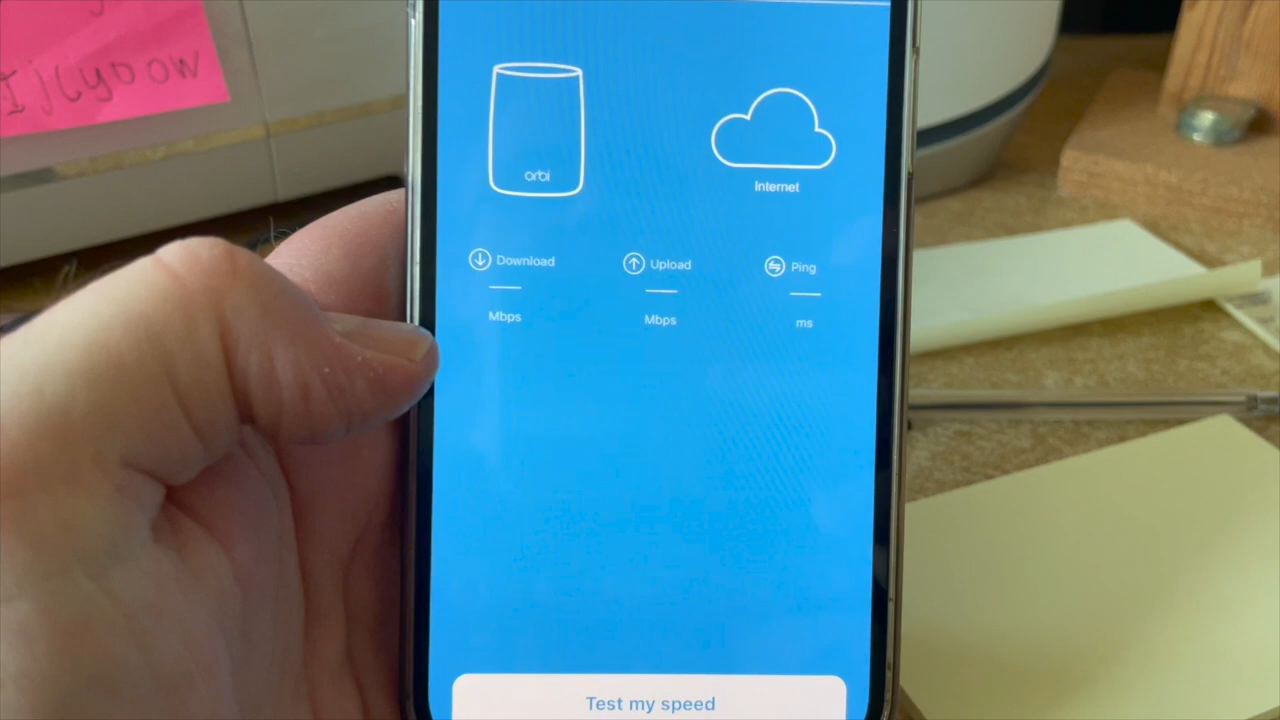 orbi
Internet
Download
Upload
Ping
Mbps
Mbps
ms
Test my speed